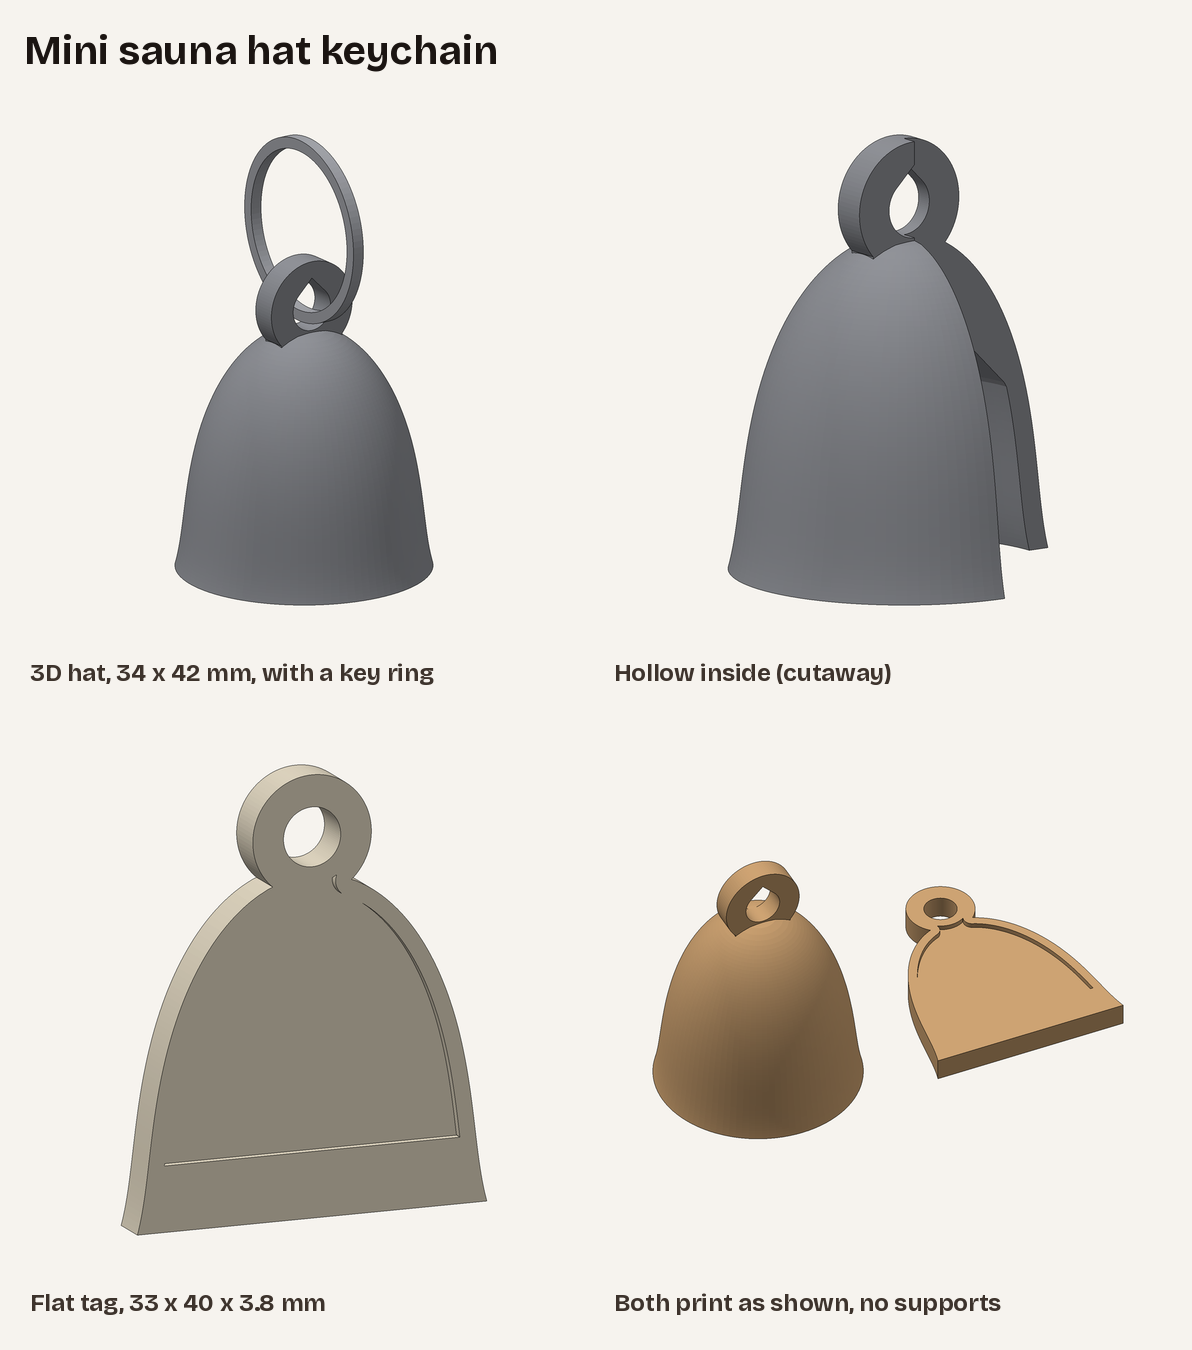 Mini sauna hat keychain
3D hat, 34 x 42 mm, with a key ring
Hollow inside (cutaway)
Flat tag, 33 x 40 x 3.8 mm
Both print as shown, no supports